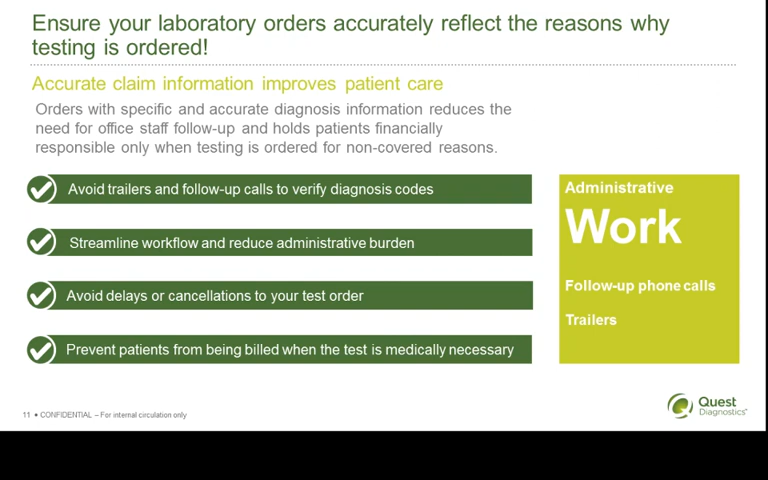 Ensure your laboratory orders accurately reflect the reasons why
testing is ordered!
Accurate claim information improves patient care
Orders with specific and accurate diagnosis information reduces the
need for office staff follow-up and holds patients financially
responsible only when testing is ordered for non-covered reasons.
Avoid trailers and follow-up calls to verify diagnosis codes
Streamline workflow and reduce administrative burden
Avoid delays or cancellations to your test order
Prevent patients from being billed when the test is medically necessary
Administrative
Work
Follow-up phone calls
Trailers
11 • CONFIDENTIAL – For internal circulation only
Quest
Diagnostics®